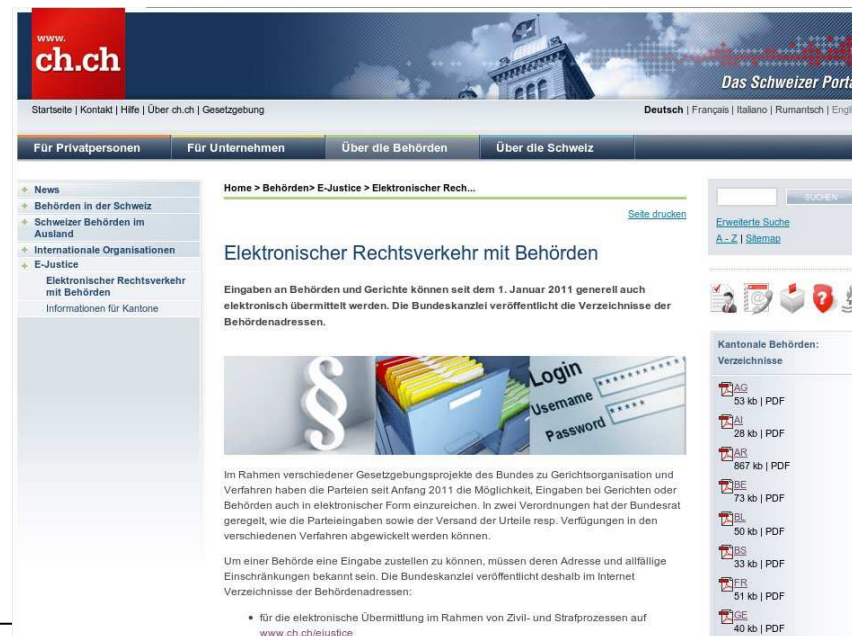 www.
ch.ch
Das Schweizer Porta
Startseite | Kontakt | Hilfe | Über ch.ch | Gesetzgebung
Deutsch | Français | Italiano | Rumantsch | Engli
Für Privatpersonen
Für Unternehmen
Über die Behörden
Über die Schweiz
News
Behörden in der Schweiz
Schweizer Behörden im
Ausland
Internationale Organisationen
E-Justice
Elektronischer Rechtsverkehr
mit Behörden
Informationen für Kantone
Home > Behörden> E-Justice > Elektronischer Rech...
Seite drucken
Elektronischer Rechtsverkehr mit Behörden
Eingaben an Behörden und Gerichte können seit dem 1. Januar 2011 generell auch
elektronisch übermittelt werden. Die Bundeskanzlei veröffentlicht die Verzeichnisse der
Behördenadressen.
§
Login
Username
Password
Im Rahmen verschiedener Gesetzgebungsprojekte des Bundes zu Gerichtsorganisation und
Verfahren haben die Parteien seit Anfang 2011 die Möglichkeit, Eingaben bei Gerichten oder
Behörden auch in elektronischer Form einzureichen. In zwei Verordnungen hat der Bundesrat
geregelt, wie die Parteieingaben sowie der Versand der Urteile resp. Verfügungen in den
verschiedenen Verfahren abgewickelt werden können.
Um einer Behörde eine Eingabe zustellen zu können, müssen deren Adresse und allfällige
Einschränkungen bekannt sein. Die Bundeskanzlei veröffentlicht deshalb im Internet
Verzeichnisse der Behördenadressen:
• für die elektronische Übermittlung im Rahmen von Zivil- und Strafprozessen auf
www.ch.ch/ejustice
SUCHEN
Erweiterte Suche
A - Z | Sitemap
Kantonale Behörden:
Verzeichnisse
AG
53 kb | PDF
AI
28 kb | PDF
AR
867 kb | PDF
BE
73 kb | PDF
BL
50 kb | PDF
BS
33 kb | PDF
FR
51 kb | PDF
GE
40 kb | PDF